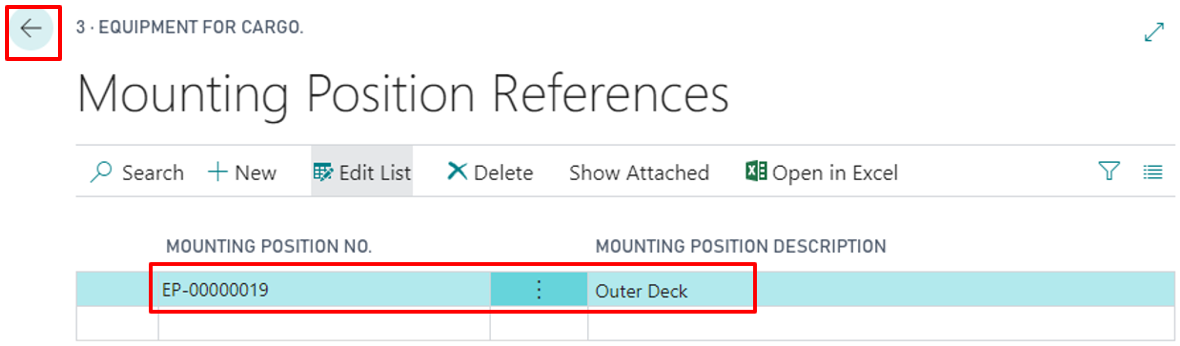 3 · EQUIPMENT FOR CARGO.
Mounting Position References
Search New Edit List Delete Show Attached Open in Excel
MOUNTING POSITION NO. MOUNTING POSITION DESCRIPTION
EP-00000019 Outer Deck